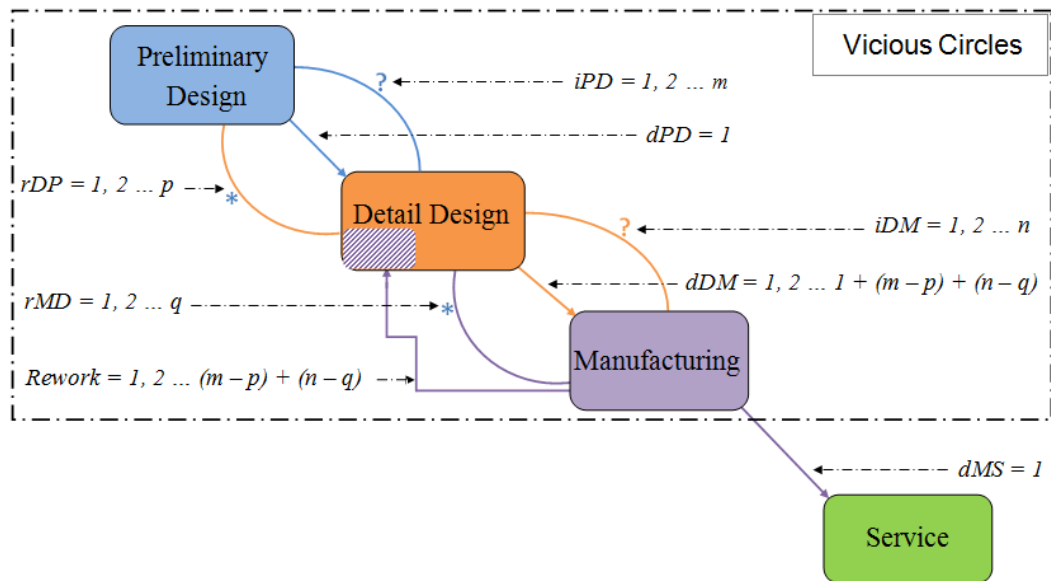 Vicious Circles
Preliminary
Design
?
iPD = 1, 2 ... m
dPD = 1
rDP = 1, 2 ... p
*
Detail Design
?
iDM = 1, 2 ... n
dDM = 1, 2 ... 1 + (m – p) + (n – q)
rMD = 1, 2 ... q
*
Manufacturing
Rework = 1, 2 ... (m – p) + (n – q)
dMS = 1
Service